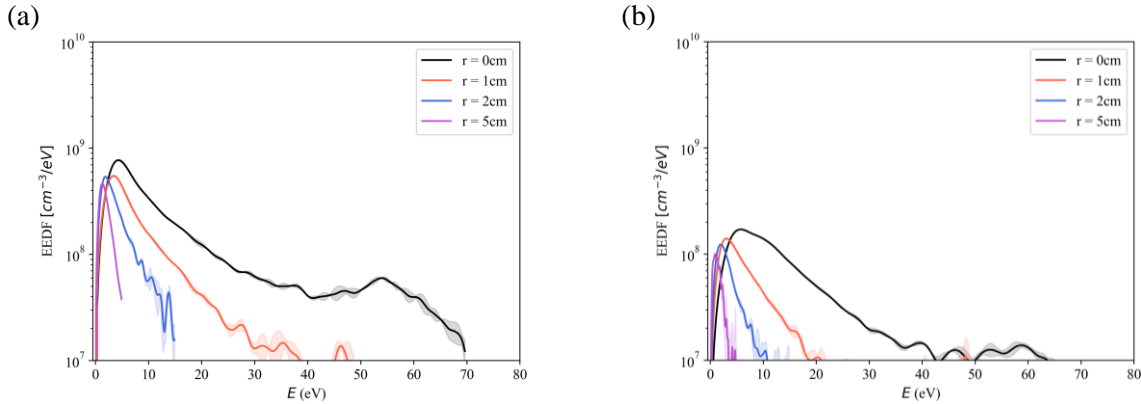 (a)
10^10
10^9
10^8
10^7
EEDF [cm^-3/eV]
0 10 20 30 40 50 60 70 80
E (eV)
r = 0cm
r = 1cm
r = 2cm
r = 5cm
(b)
10^10
10^9
10^8
10^7
EEDF [cm^-3/eV]
0 10 20 30 40 50 60 70 80
E (eV)
r = 0cm
r = 1cm
r = 2cm
r = 5cm